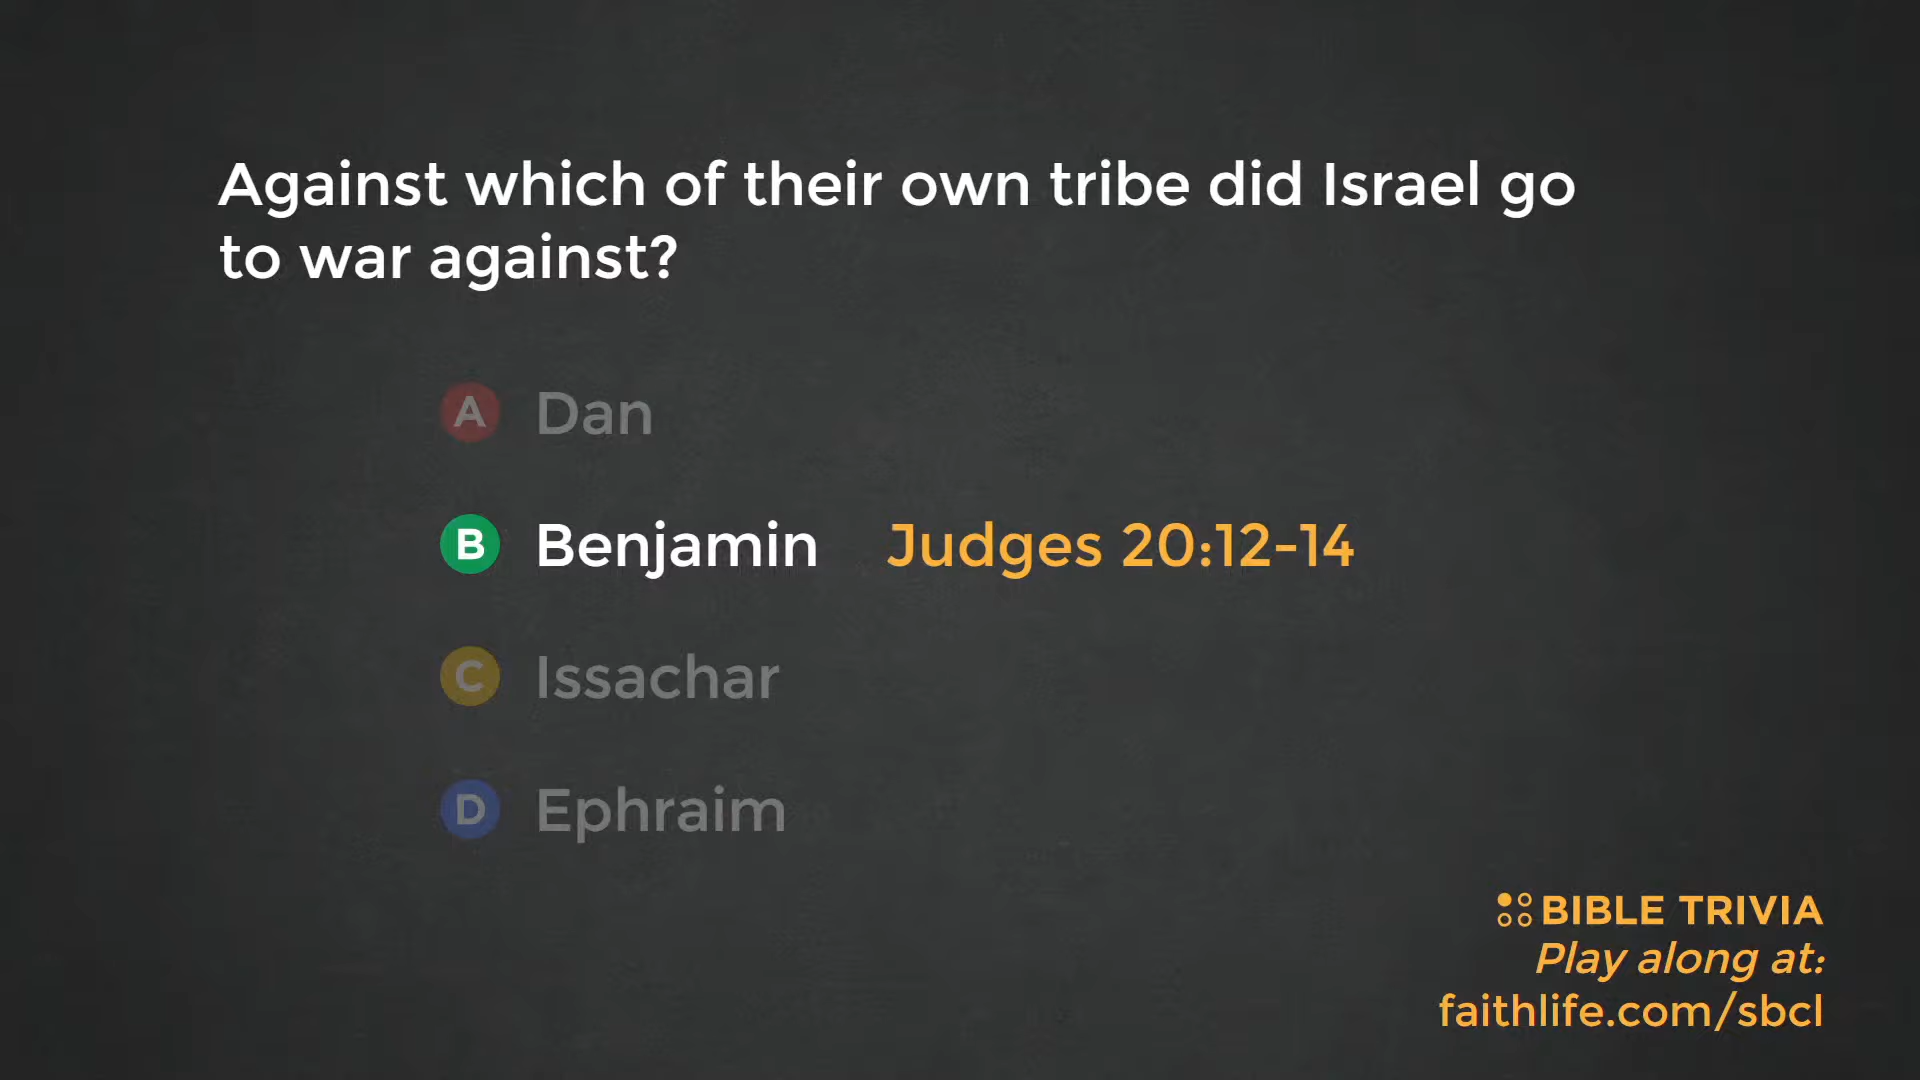 Against which of their own tribe did Israel go
to war against?
A Dan
B Benjamin Judges 20:12-14
C Issachar
D Ephraim
BIBLE TRIVIA
Play along at:
faithlife.com/sbcl